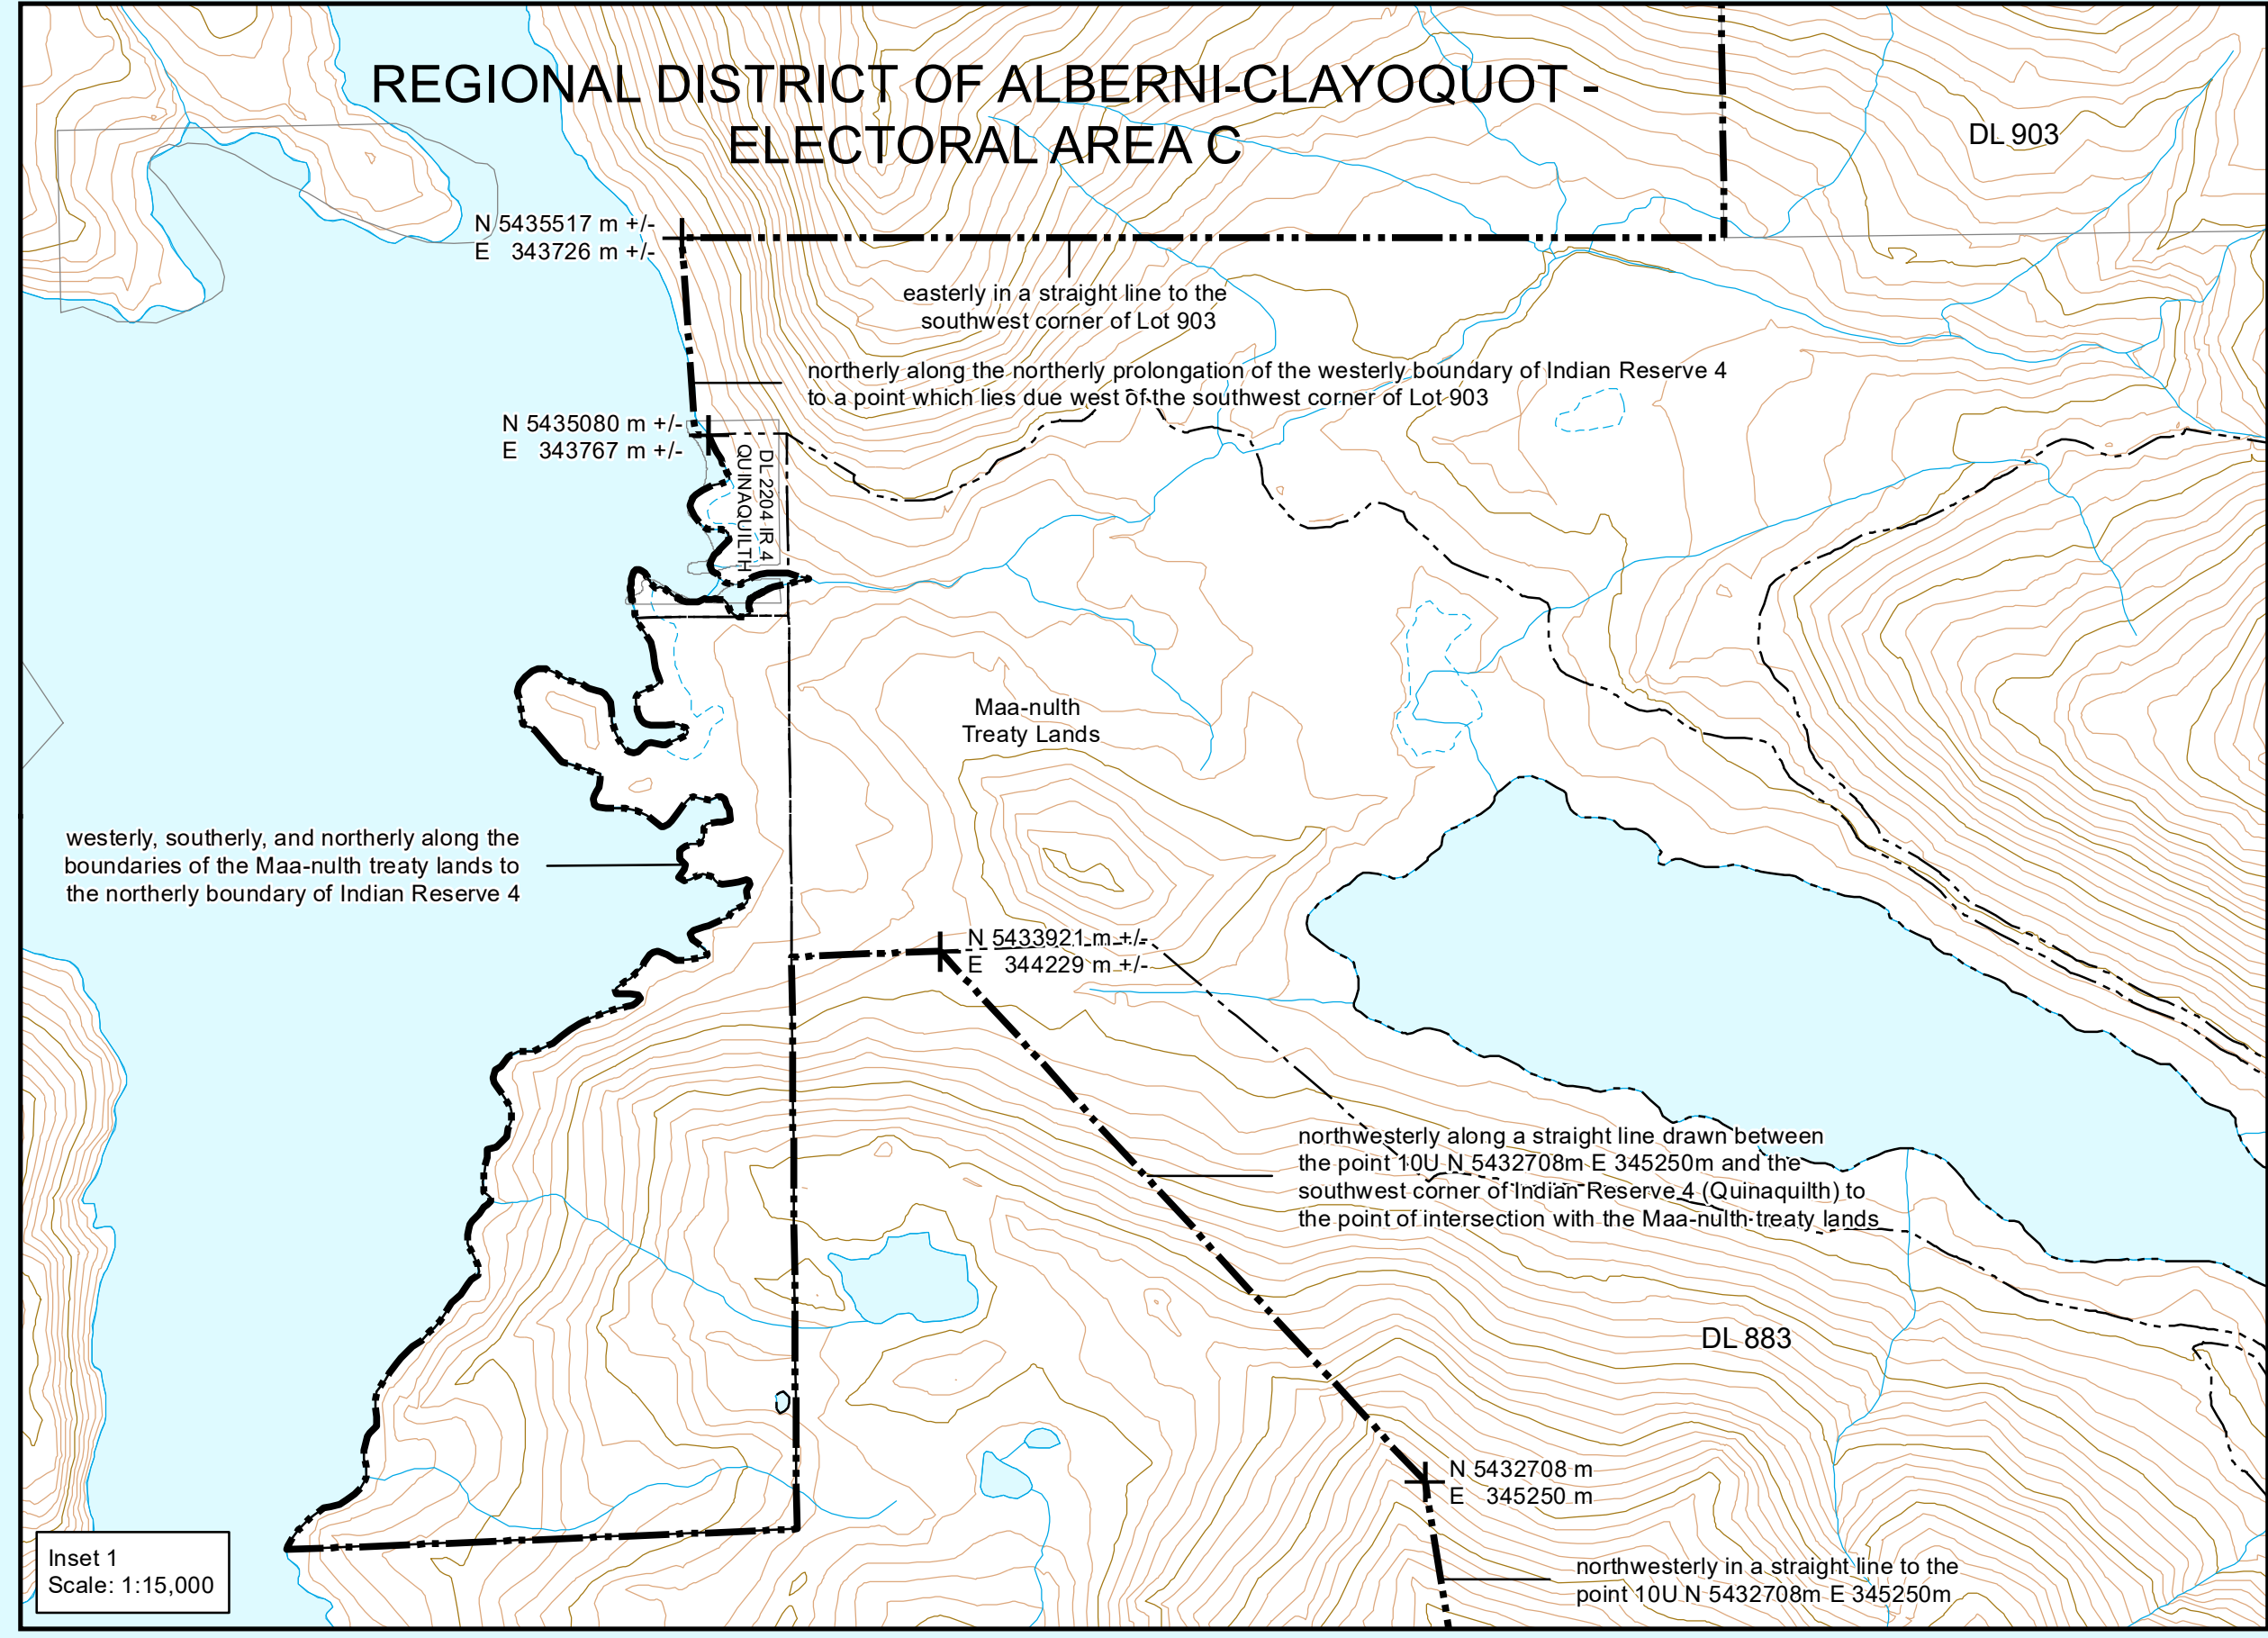 REGIONAL DISTRICT OF ALBERNI-CLAYOQUOT -
ELECTORAL AREA C
DL 903
N 5435517 m +/-
E 343726 m +/-
easterly in a straight line to the
southwest corner of Lot 903
northerly along the northerly prolongation of the westerly boundary of Indian Reserve 4
to a point which lies due west of the southwest corner of Lot 903
N 5435080 m +/-
E 343767 m +/-
DL 2204 IR 4
QUINAQUILTH
Maa-nulth
Treaty Lands
westerly, southerly, and northerly along the
boundaries of the Maa-nulth treaty lands to
the northerly boundary of Indian Reserve 4
N 5433921 m +/-
E 344229 m +/-
northwesterly along a straight line drawn between
the point 10U N 5432708m E 345250m and the
southwest corner of Indian Reserve 4 (Quinaquilth) to
the point of intersection with the Maa-nulth treaty lands
DL 883
N 5432708 m
E 345250 m
northwesterly in a straight line to the
point 10U N 5432708m E 345250m
Inset 1
Scale: 1:15,000